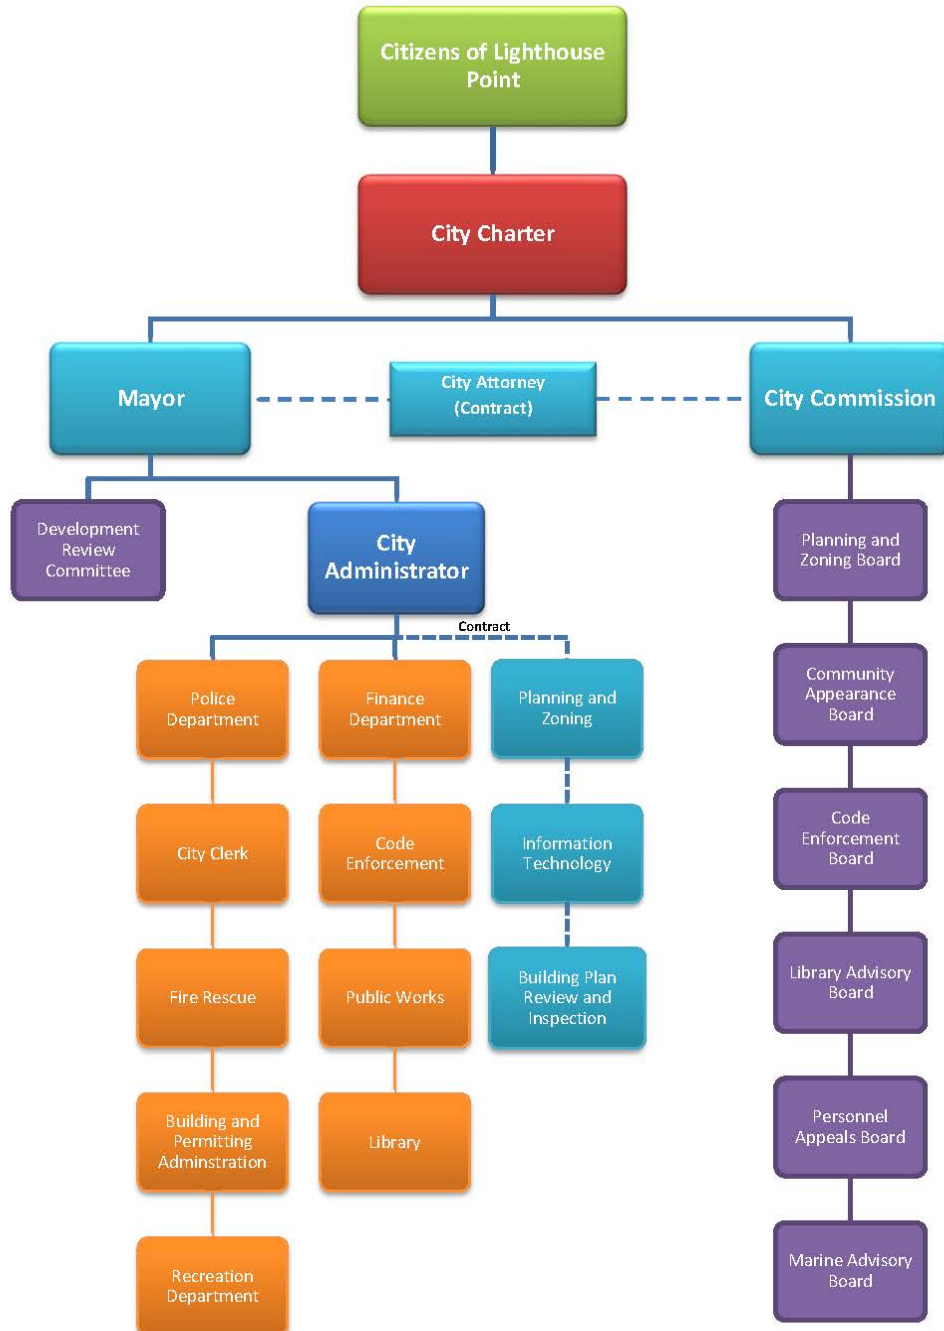 Citizens of Lighthouse
Point
City Charter
Mayor
City Attorney
(Contract)
City Commission
Development
Review
Committee
City
Administrator
Planning and
Zoning Board
Contract
Police
Department
Finance
Department
Planning and
Zoning
Community
Appearance
Board
City Clerk
Code
Enforcement
Information
Technology
Code
Enforcement
Board
Fire Rescue
Public Works
Building Plan
Review and
Inspection
Library Advisory
Board
Building and
Permitting
Adminstration
Library
Personnel
Appeals Board
Recreation
Department
Marine Advisory
Board